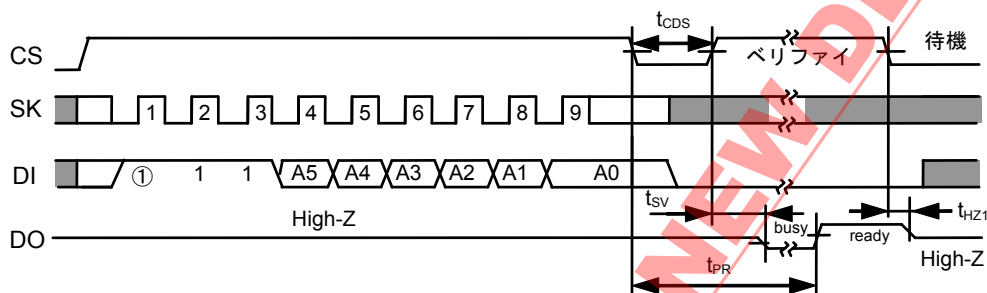 tCDS
CS ベリファイ 待機
SK 1 2 3 4 5 6 7 8 9
DI ① 1 1 A5 A4 A3 A2 A1 A0
tSV
High-Z busy ready tHZ1
DO
tPR High-Z
NEW D